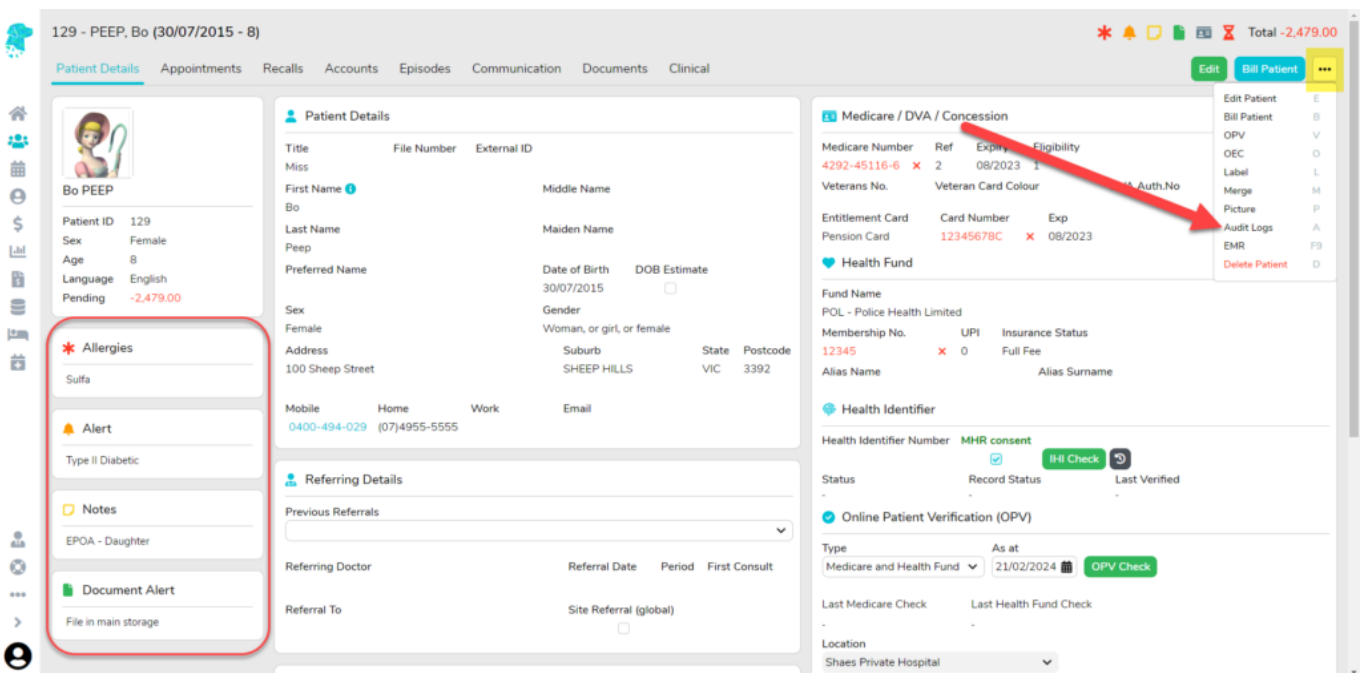 129 - PEEP, Bo (30/07/2015 - 8)
Total -2,479.00
Patient Details Appointments Recalls Accounts Episodes Communication Documents Clinical
Edit Bill Patient
Edit Patient E
Bill Patient B
OPV V
OEC O
Label L
Merge M
Picture P
Audit Logs A
EMR F9
Delete Patient D
Bo PEEP
Patient ID 129
Sex Female
Age 8
Language English
Pending -2,479.00
Allergies
Sulfa
Alert
Type II Diabetic
Notes
EPOA - Daughter
Document Alert
File in main storage
Patient Details
Title File Number External ID
Miss
First Name Middle Name
Bo
Last Name Maiden Name
Peep
Preferred Name Date of Birth DOB Estimate
30/07/2015
Sex Gender
Female Woman, or girl, or female
Address Suburb State Postcode
100 Sheep Street SHEEP HILLS VIC 3392
Mobile Home Work Email
0400-494-029 (07)4955-5555
Referring Details
Previous Referrals
Referring Doctor Referral Date Period First Consult
Referral To Site Referral (global)
Medicare / DVA / Concession
Medicare Number Ref Eligibility
4292-45116-6 2 08/2023 1
Veterans No. Veteran Card Colour Auth.No
Entitlement Card Card Number Exp
Pension Card 12345678C 08/2023
Health Fund
Fund Name
POL - Police Health Limited
Membership No. UPI Insurance Status
12345 0 Full Fee
Alias Name Alias Surname
Health Identifier
Health Identifier Number MHR consent
IHI Check
Status Record Status Last Verified
- - -
Online Patient Verification (OPV)
Type As at
Medicare and Health Fund 21/02/2024 OPV Check
Last Medicare Check Last Health Fund Check
- -
Location
Shaes Private Hospital